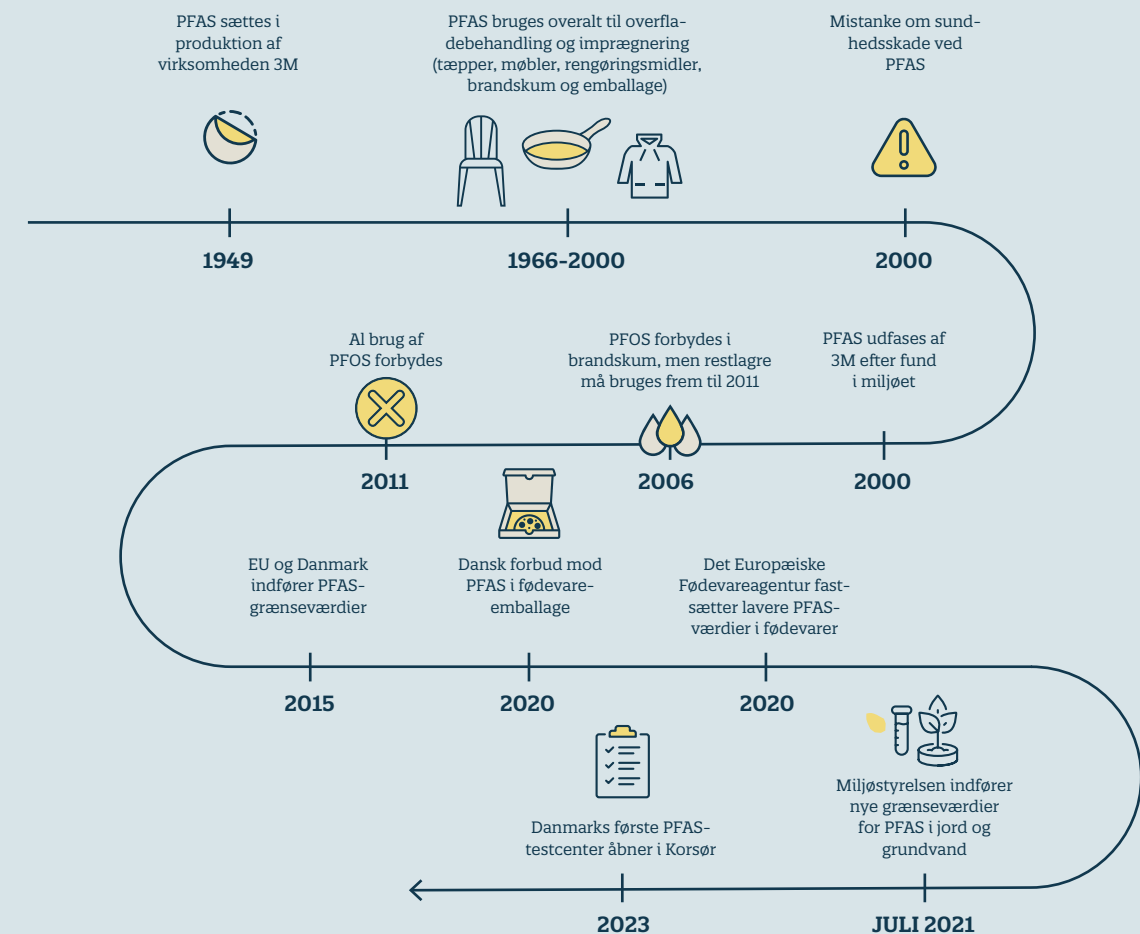 PFAS sættes i
produktion af
virksomheden 3M
1949
PFAS bruges overalt til overfla-
debehandling og imprægnering
(tæpper, møbler, rengøringsmidler,
brandskum og emballage)
1966-2000
Mistanke om sund-
hedsskade ved
PFAS
2000
PFAS udfases af
3M efter fund
i miljøet
2000
PFOS forbydes i
brandskum, men restlagre
må bruges frem til 2011
2006
Al brug af
PFOS forbydes
2011
EU og Danmark
indfører PFAS-
grænseværdier
2015
Dansk forbud mod
PFAS i fødevare-
emballage
2020
Det Europæiske
Fødevareagentur fast-
sætter lavere PFAS-
værdier i fødevarer
2020
Miljøstyrelsen indfører
nye grænseværdier
for PFAS i jord og
grundvand
JULI 2021
Danmarks første PFAS-
testcenter åbner i Korsør
2023